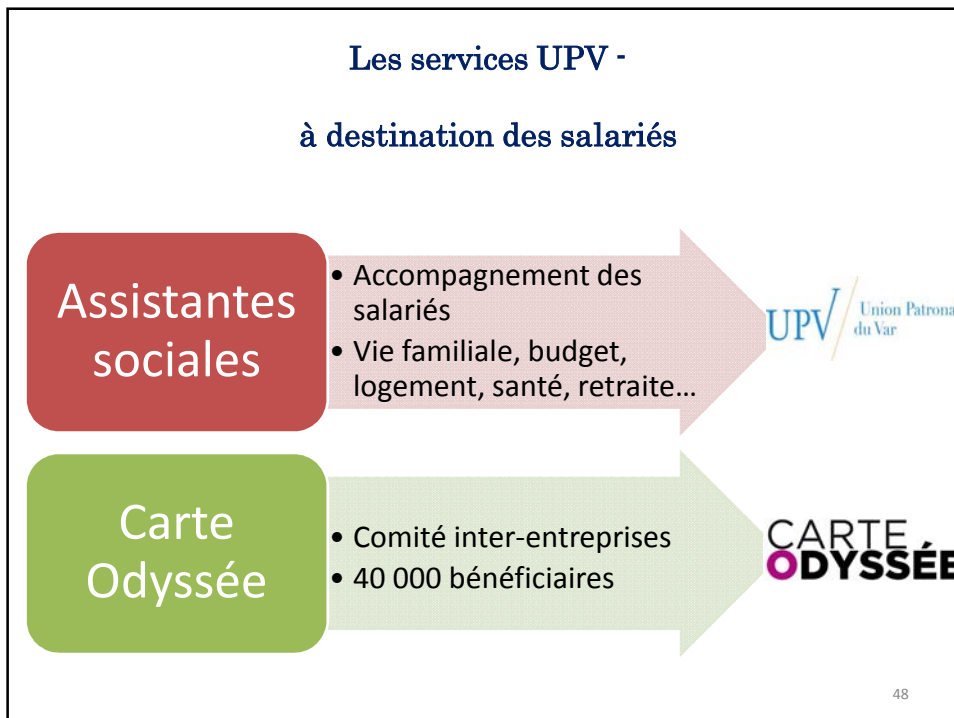 Les services UPV -
à destination des salariés
Assistantes
sociales
• Accompagnement des
salariés
• Vie familiale, budget,
logement, santé, retraite…
UPV
Union Patrona
du Var
Carte
Odyssée
• Comité inter-entreprises
• 40 000 bénéficiaires
CARTE
ODYSSÉE
48